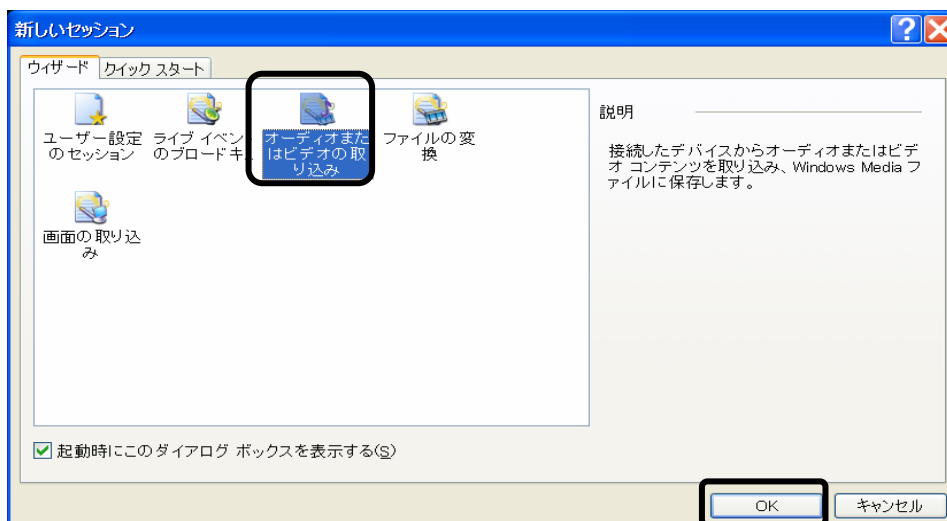 新しいセッション
ウィザード
クイック スタート
ユーザー設定
のセッション
ライブ イベン
のブロードキ...
オーディオまた
はビデオの取
り込み
ファイルの変
換
画面の取り込
み
説明
接続したデバイスからオーディオまたはビデ
オ コンテンツを取り込み、Windows Media フ
ァイルに保存します。
起動時にこのダイアログ ボックスを表示する(S)
OK
キャンセル